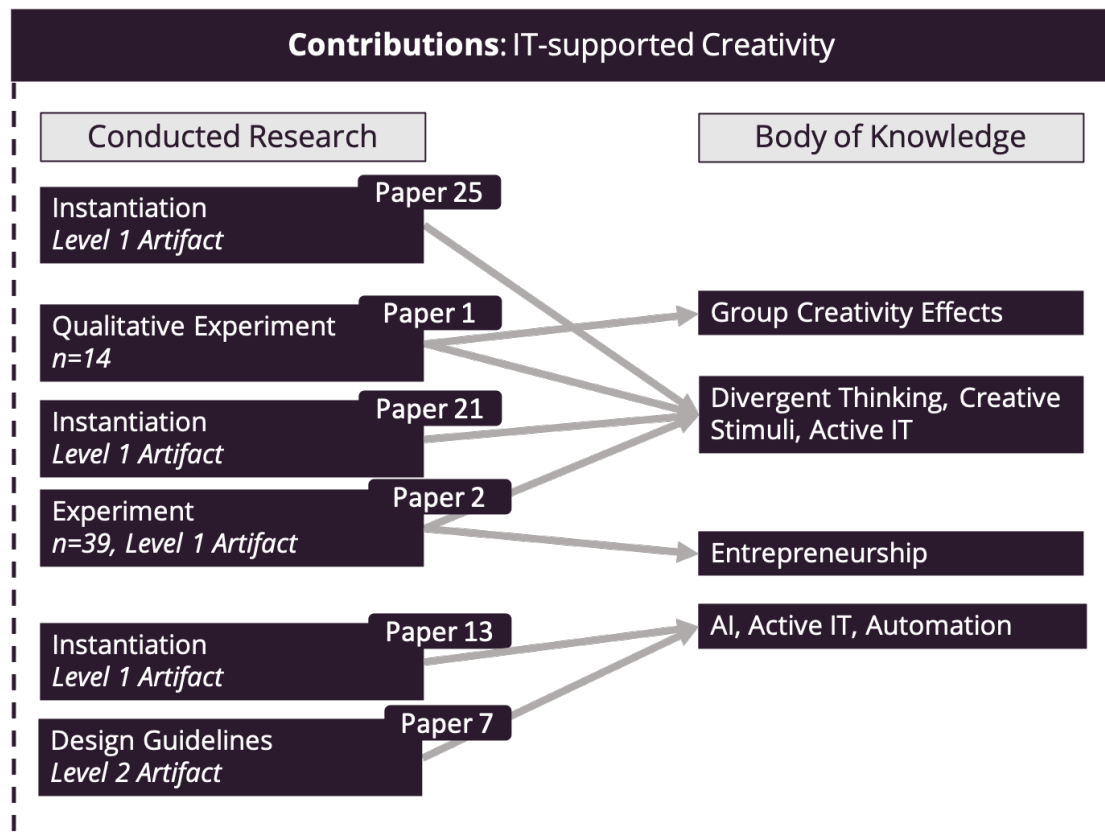 Contributions: IT-supported Creativity
Conducted Research
Body of Knowledge
Paper 25
Instantiation
Level 1 Artifact
Paper 1
Qualitative Experiment
n=14
Paper 21
Instantiation
Level 1 Artifact
Paper 2
Experiment
n=39, Level 1 Artifact
Paper 13
Instantiation
Level 1 Artifact
Paper 7
Design Guidelines
Level 2 Artifact
Group Creativity Effects
Divergent Thinking, Creative
Stimuli, Active IT
Entrepreneurship
AI, Active IT, Automation